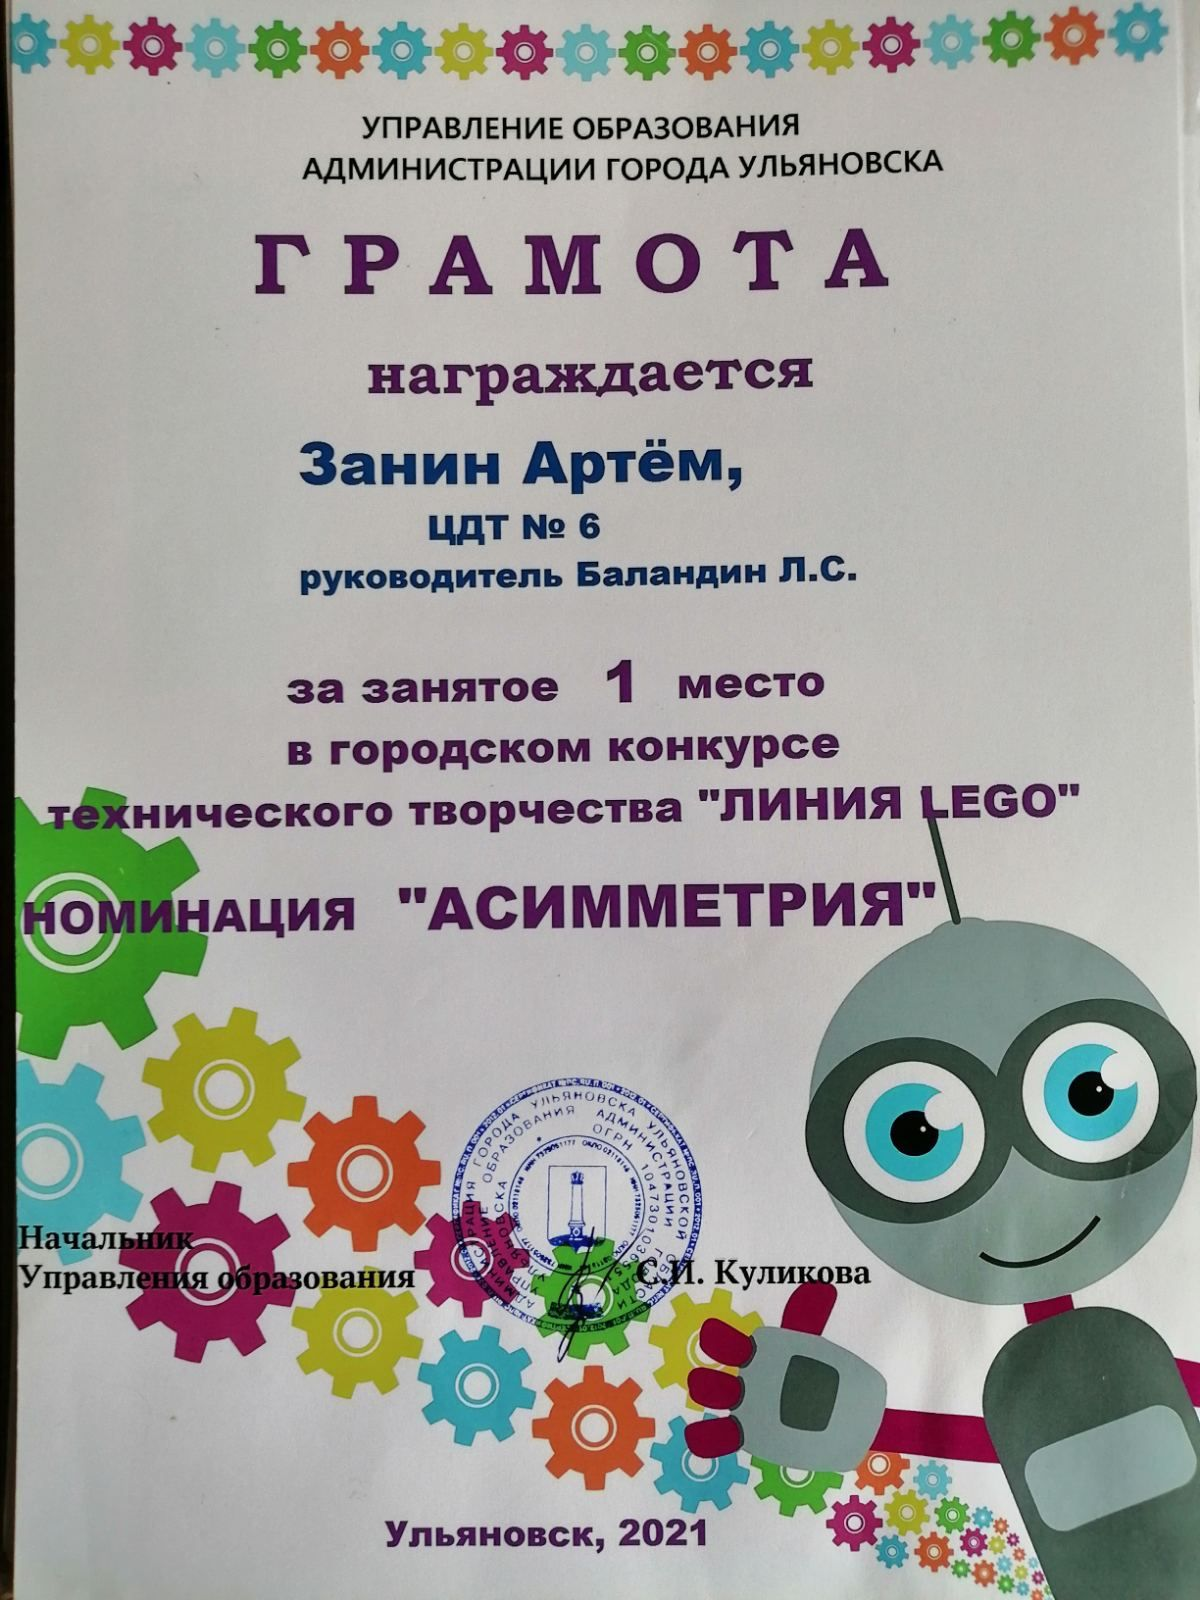 УПРАВЛЕНИЕ ОБРАЗОВАНИЯ
АДМИНИСТРАЦИИ ГОРОДА УЛЬЯНОВСКА
ГРАМОТА
награждается
Занин Артём,
ЦДТ № 6
руководитель Баландин Л.С.
за занятое 1 место
в городском конкурсе
технического творчества "ЛИНИЯ LEGO"
НОМИНАЦИЯ "АСИММЕТРИЯ"
Начальник
Управления образования
С.И. Куликова
Ульяновск, 2021